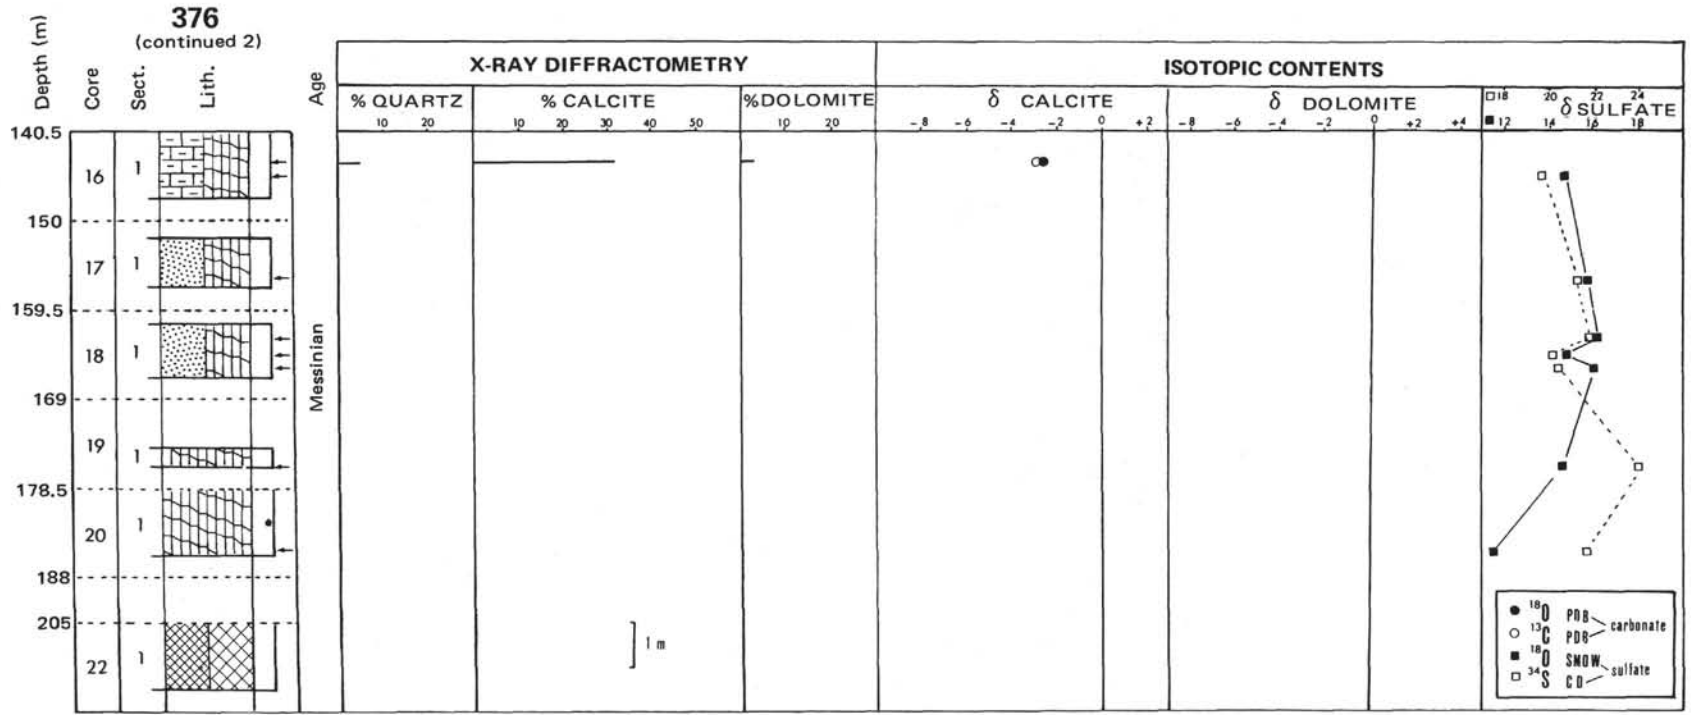 376
(continued 2)
Depth (m)
Core
Sect.
Lith.
Age
X-RAY DIFFRACTOMETRY
ISOTOPIC CONTENTS
% QUARTZ
% CALCITE
%DOLOMITE
δ CALCITE
δ DOLOMITE
δ SULFATE
□18 20 22 24
■12 14 16 18
10 20
10 20 30 40 50
10 20
-8 -6 -4 -2 0 +2
-8 -6 -4 -2 0 +2 +4
140.5
16 1
150
17 1
159.5
18 1
169
19 1
178.5
20 1
188
205
22 1
Messinian
1 m
● 18O PDB
○ 13C PDB
carbonate
■ 18O SMOW
□ 34S CD
sulfate